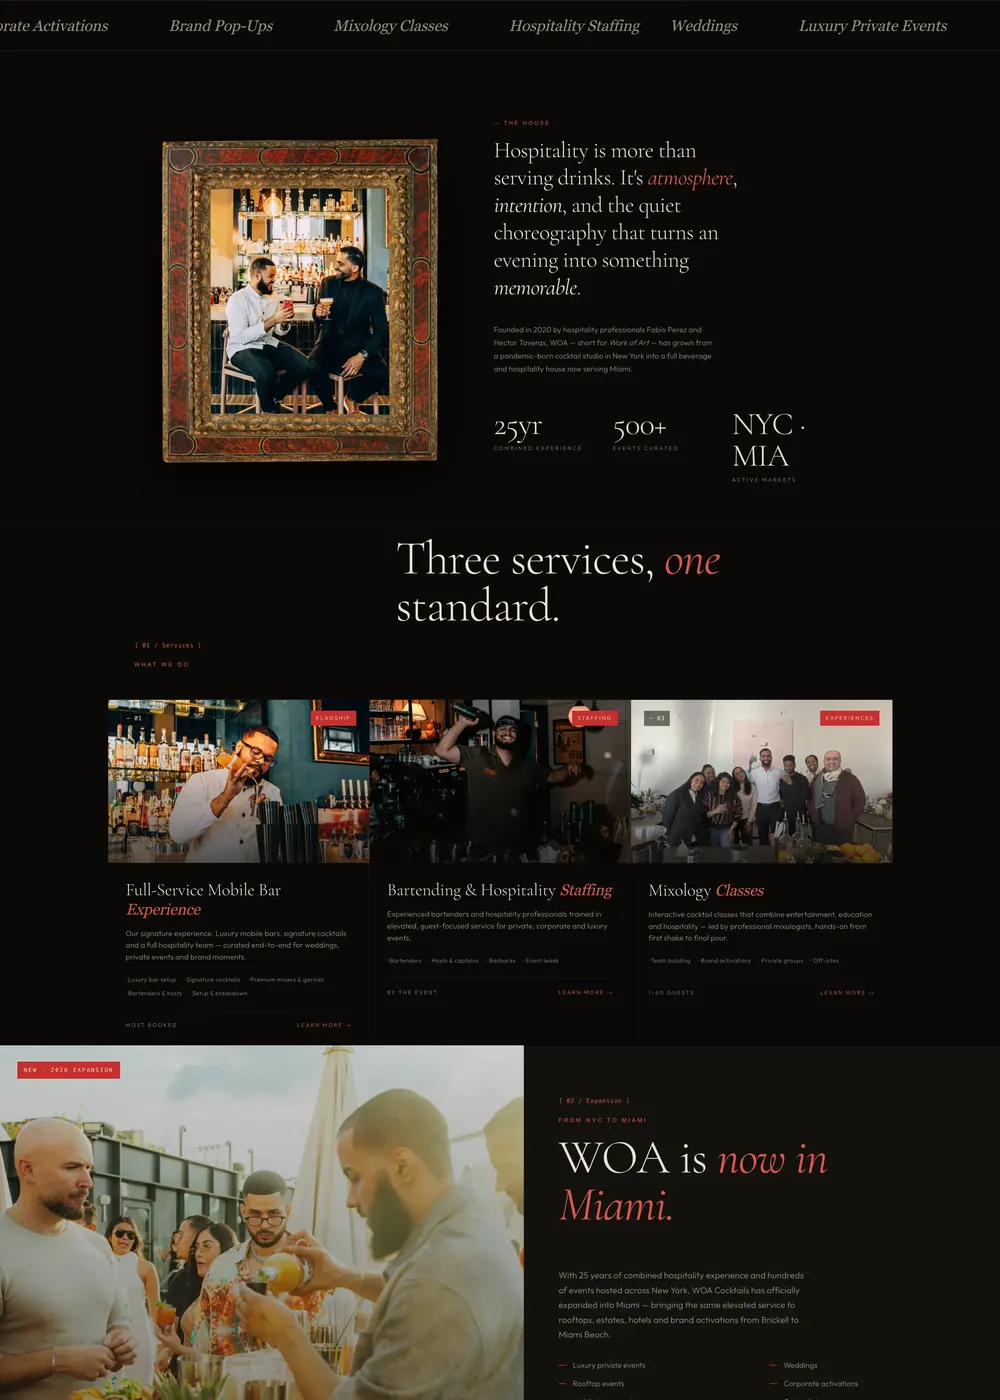 orate Activations Brand Pop-Ups Mixology Classes Hospitality Staffing Weddings Luxury Private Events
— THE HOUSE
Hospitality is more than
serving drinks. It's atmosphere,
intention, and the quiet
choreography that turns an
evening into something
memorable.
Founded in 2020 by hospitality professionals Fabio Perez and
Hector Taveras, WOA — short for Work of Art — has grown from
a pandemic-born cocktail studio in New York into a full beverage
and hospitality house now serving Miami.
25yr
COMBINED EXPERIENCE
500+
EVENTS CURATED
NYC ·
MIA
ACTIVE MARKETS
Three services, one
standard.
[ 01 / Services ]
WHAT WE DO
— 01
FLAGSHIP
Full-Service Mobile Bar
Experience
Our signature experience. Luxury mobile bars, signature cocktails
and a full hospitality team — curated end-to-end for weddings,
private events and brand moments.
· Luxury bar setup · Signature cocktails · Premium mixers & garnish
· Bartenders & hosts · Setup & breakdown
MOST BOOKED LEARN MORE →
— 02
STAFFING
Bartending & Hospitality Staffing
Experienced bartenders and hospitality professionals trained in
elevated, guest-focused service for private, corporate and luxury
events.
· Bartenders · Hosts & captains · Barbacks · Event leads
BY THE EVENT LEARN MORE →
— 03
EXPERIENCES
Mixology Classes
Interactive cocktail classes that combine entertainment, education
and hospitality — led by professional mixologists, hands-on from
first shake to final pour.
· Team building · Brand activations · Private groups · Off-sites
1–60 GUESTS LEARN MORE →
NEW · 2026 EXPANSION
[ 02 / Expansion ]
FROM NYC TO MIAMI
WOA is now in
Miami.
With 25 years of combined hospitality experience and hundreds
of events hosted across New York, WOA Cocktails has officially
expanded into Miami — bringing the same elevated service to
rooftops, estates, hotels and brand activations from Brickell to
Miami Beach.
— Luxury private events — Weddings
— Rooftop events — Corporate activations